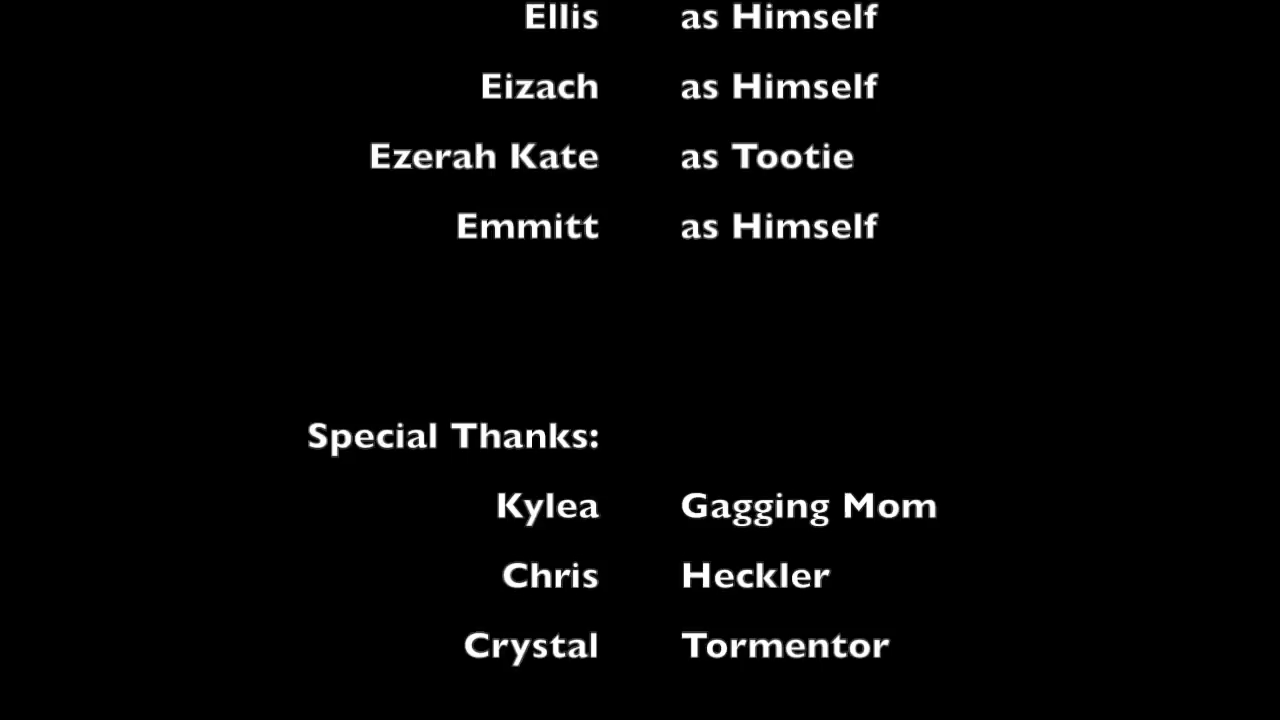 Ellis as Himself
Eizach as Himself
Ezerah Kate as Tootie
Emmitt as Himself
Special Thanks:
Kylea Gagging Mom
Chris Heckler
Crystal Tormentor